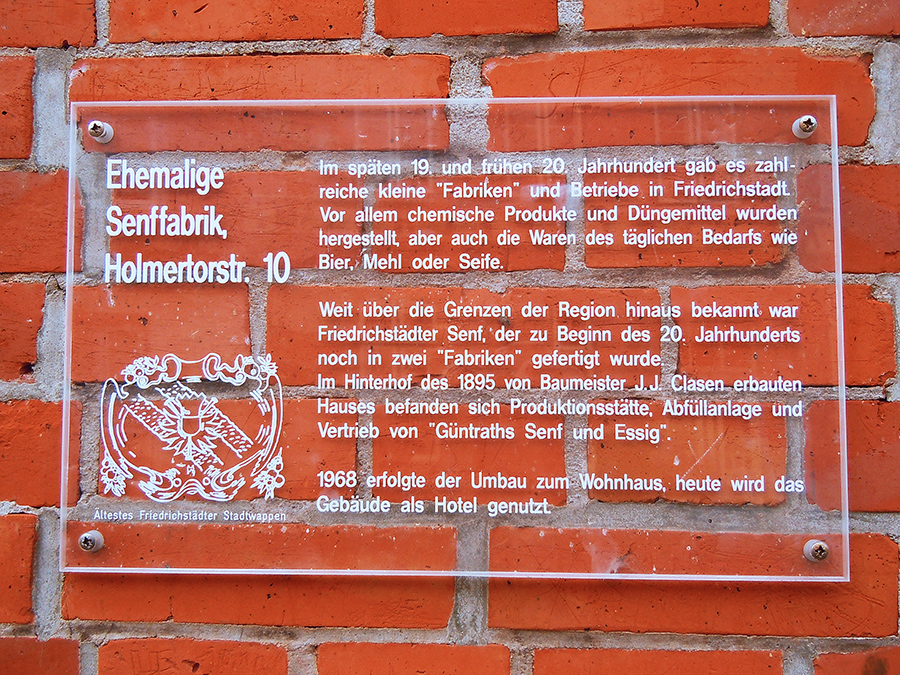 Ehemalige
Senffabrik,
Holmertorstr. 10
Im späten 19. und frühen 20. Jahrhundert gab es zahl-
reiche kleine "Fabriken" und Betriebe in Friedrichstadt.
Vor allem chemische Produkte und Düngemittel wurden
hergestellt, aber auch die Waren des täglichen Bedarfs wie
Bier, Mehl oder Seife.
Weit über die Grenzen der Region hinaus bekannt war
Friedrichstädter Senf, der zu Beginn des 20. Jahrhunderts
noch in zwei "Fabriken" gefertigt wurde.
Im Hinterhof des 1895 von Baumeister J.J. Clasen erbauten
Hauses befanden sich Produktionsstätte, Abfüllanlage und
Vertrieb von "Güntraths Senf und Essig".
1968 erfolgte der Umbau zum Wohnhaus, heute wird das
Gebäude als Hotel genutzt.
Ältestes Friedrichstädter Stadtwappen